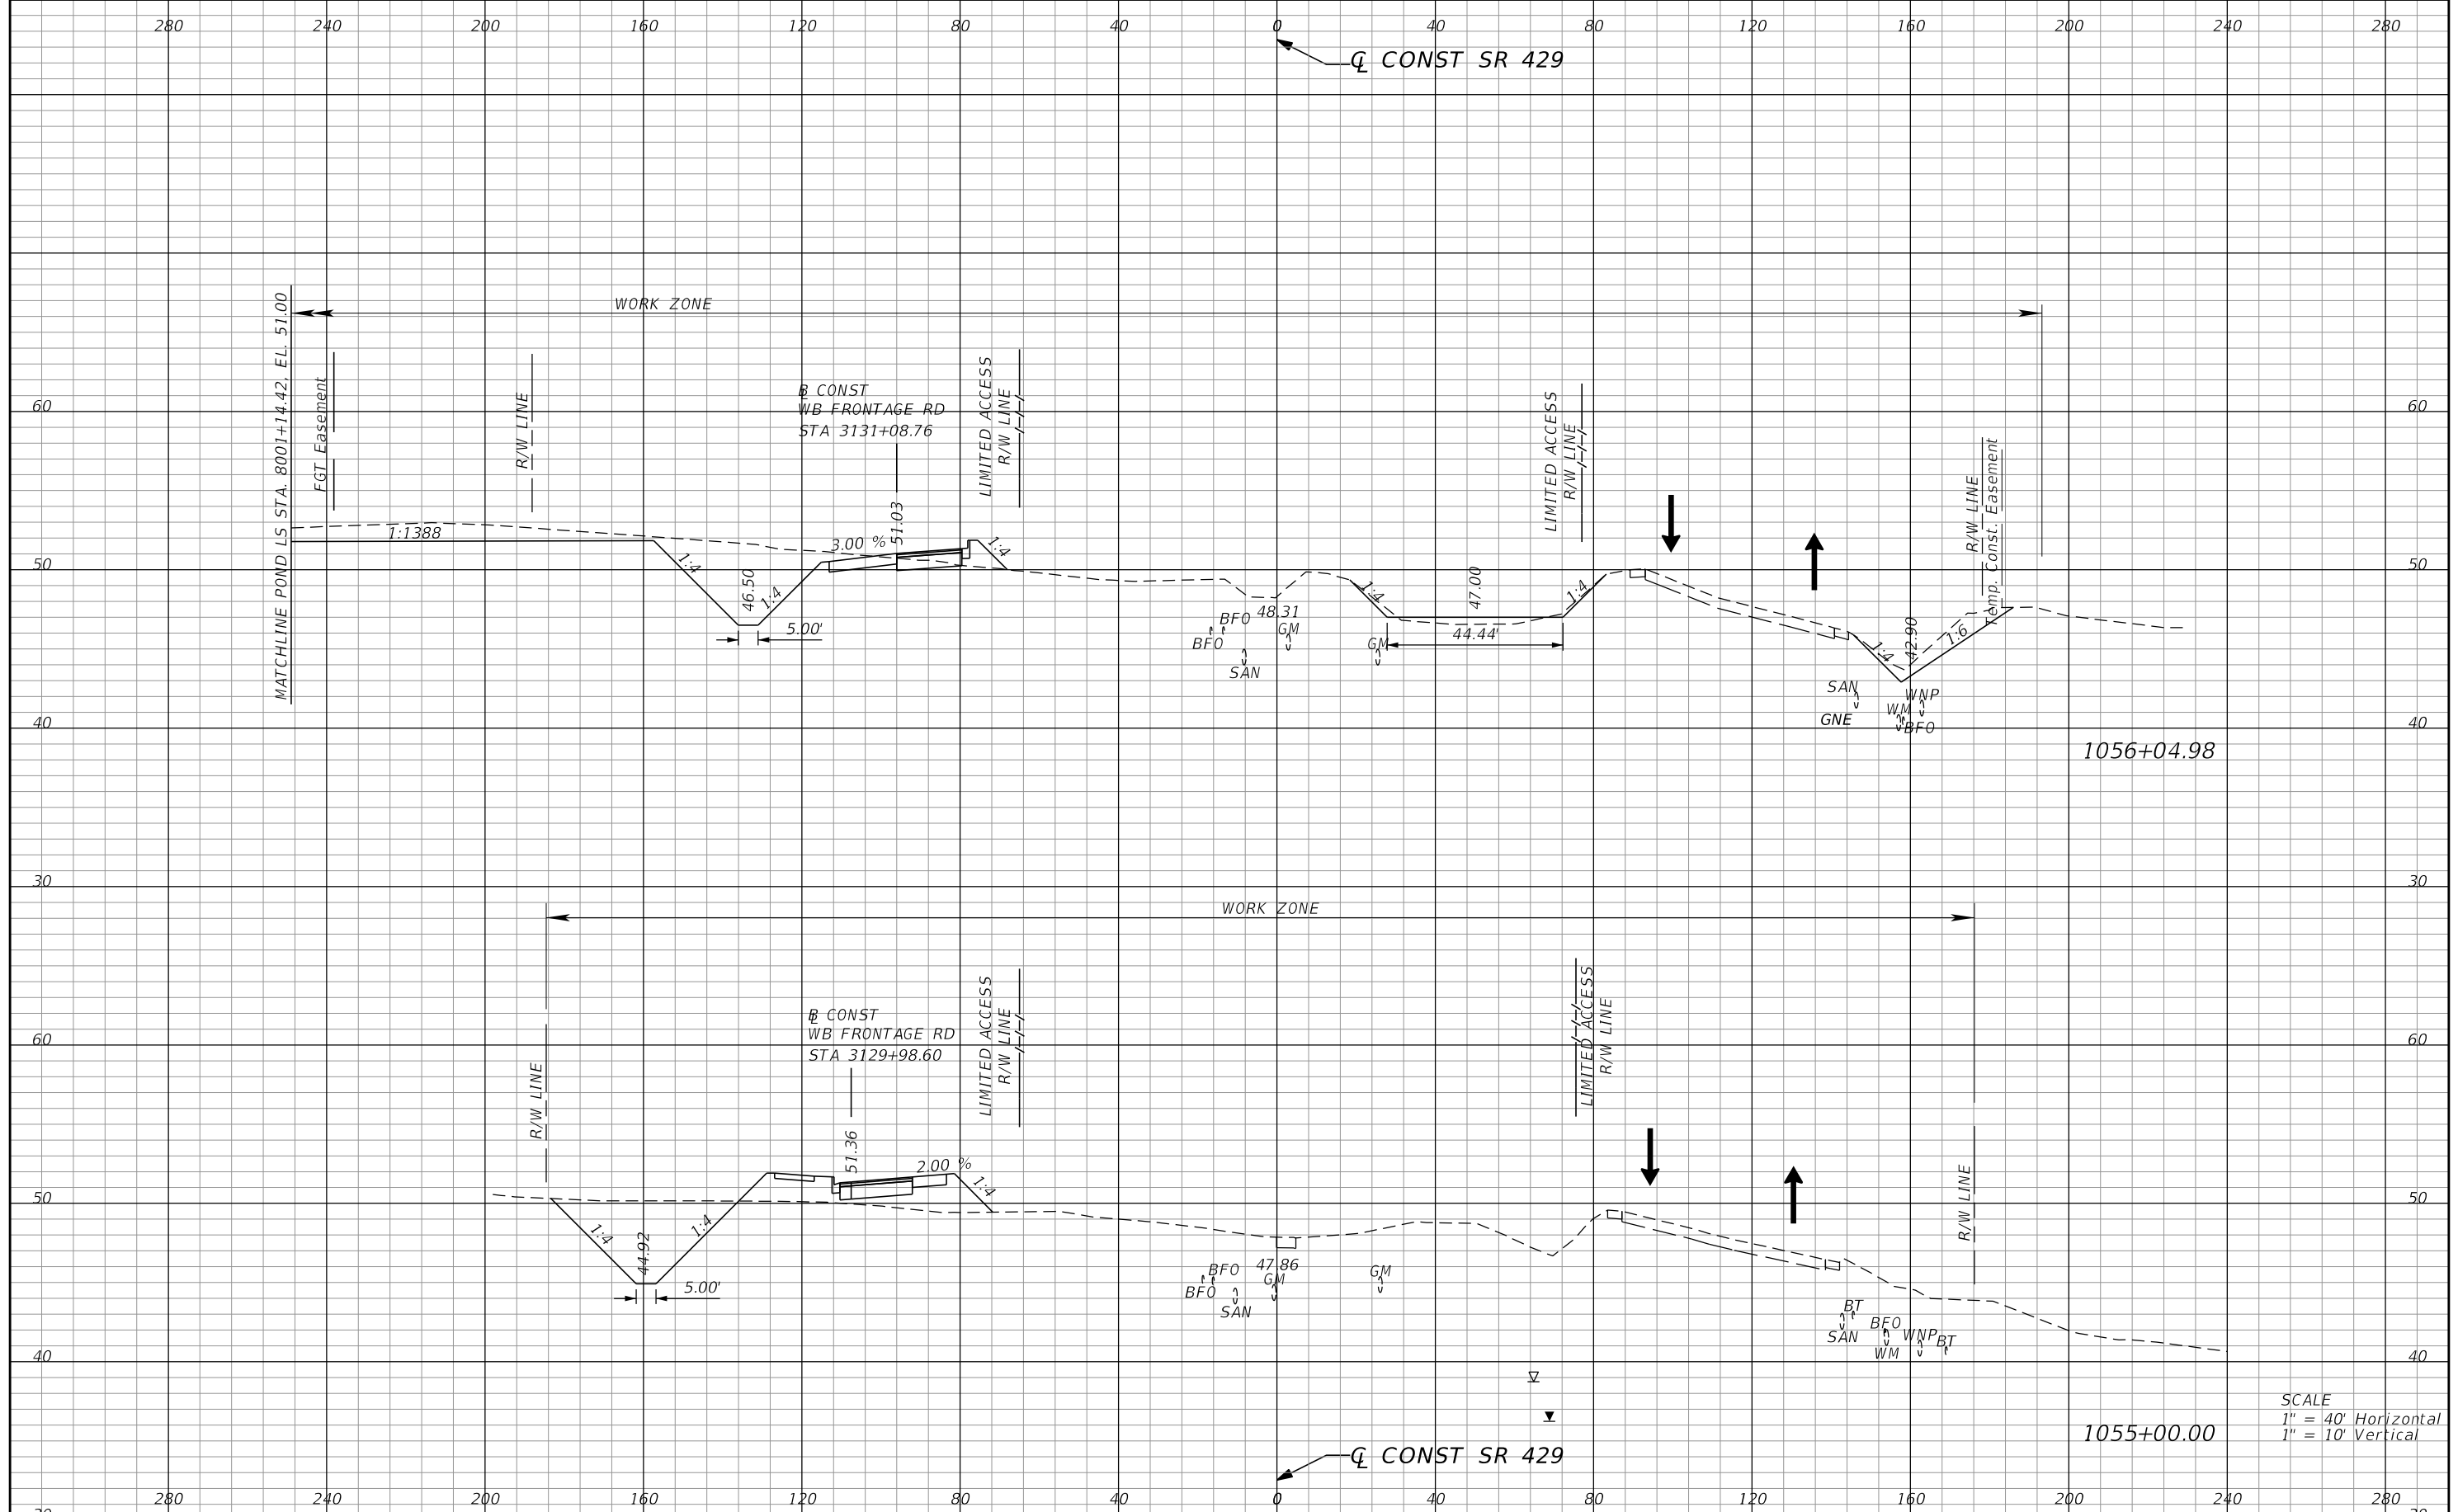 280 240 200 160 120 80 40 0 40 80 120 160 200 240 280
℄ CONST SR 429
WORK ZONE
MATCHLINE POND LS STA. 8001+14.42, EL. 51.00
FGT Easement
R/W LINE
℄ CONST
WB FRONTAGE RD
STA 3131+08.76
LIMITED ACCESS
R/W LINE
LIMITED ACCESS
R/W LINE
R/W LINE
Temp. Const. Easement
60 60
1:1388
1:4
46.50
1:4
5.00'
3.00 %
51.03
1:4
50 50
BFO
BFO
SAN
48.31
GM
GM
1:4
47.00
44.44'
1:4
1:4
42.90
1:6
SAN
GNE
WM
WNP
BFO
40 40
1056+04.98
30 30
WORK ZONE
R/W LINE
℄ CONST
WB FRONTAGE RD
STA 3129+98.60
LIMITED ACCESS
R/W LINE
LIMITED ACCESS
R/W LINE
R/W LINE
60 60
50 50
1:4
44.92
1:4
5.00'
51.36
2.00 %
1:4
BFO
BFO
SAN
47.86
GM
GM
BT
SAN
BFO
WM
WNP
BT
40 40
1055+00.00
SCALE
1" = 40' Horizontal
1" = 10' Vertical
℄ CONST SR 429
280 240 200 160 120 80 40 0 40 80 120 160 200 240 280